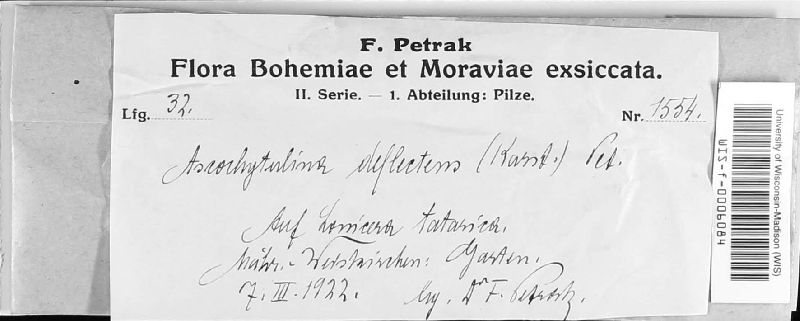 F. Petrak
Flora Bohemiae et Moraviae exsiccata.
II. Serie. — 1. Abteilung: Pilze.
Lfg. 32. Nr. 1554.
Ascochytulina deflectens (Karst.) Pet.
Auf Lonicera tatarica.
Mähr.-Weisskirchen: Garten.
7. III. 1922. leg. Dr F. Petrak.
University of Wisconsin-Madison (WIS)
WIS-f-0006084